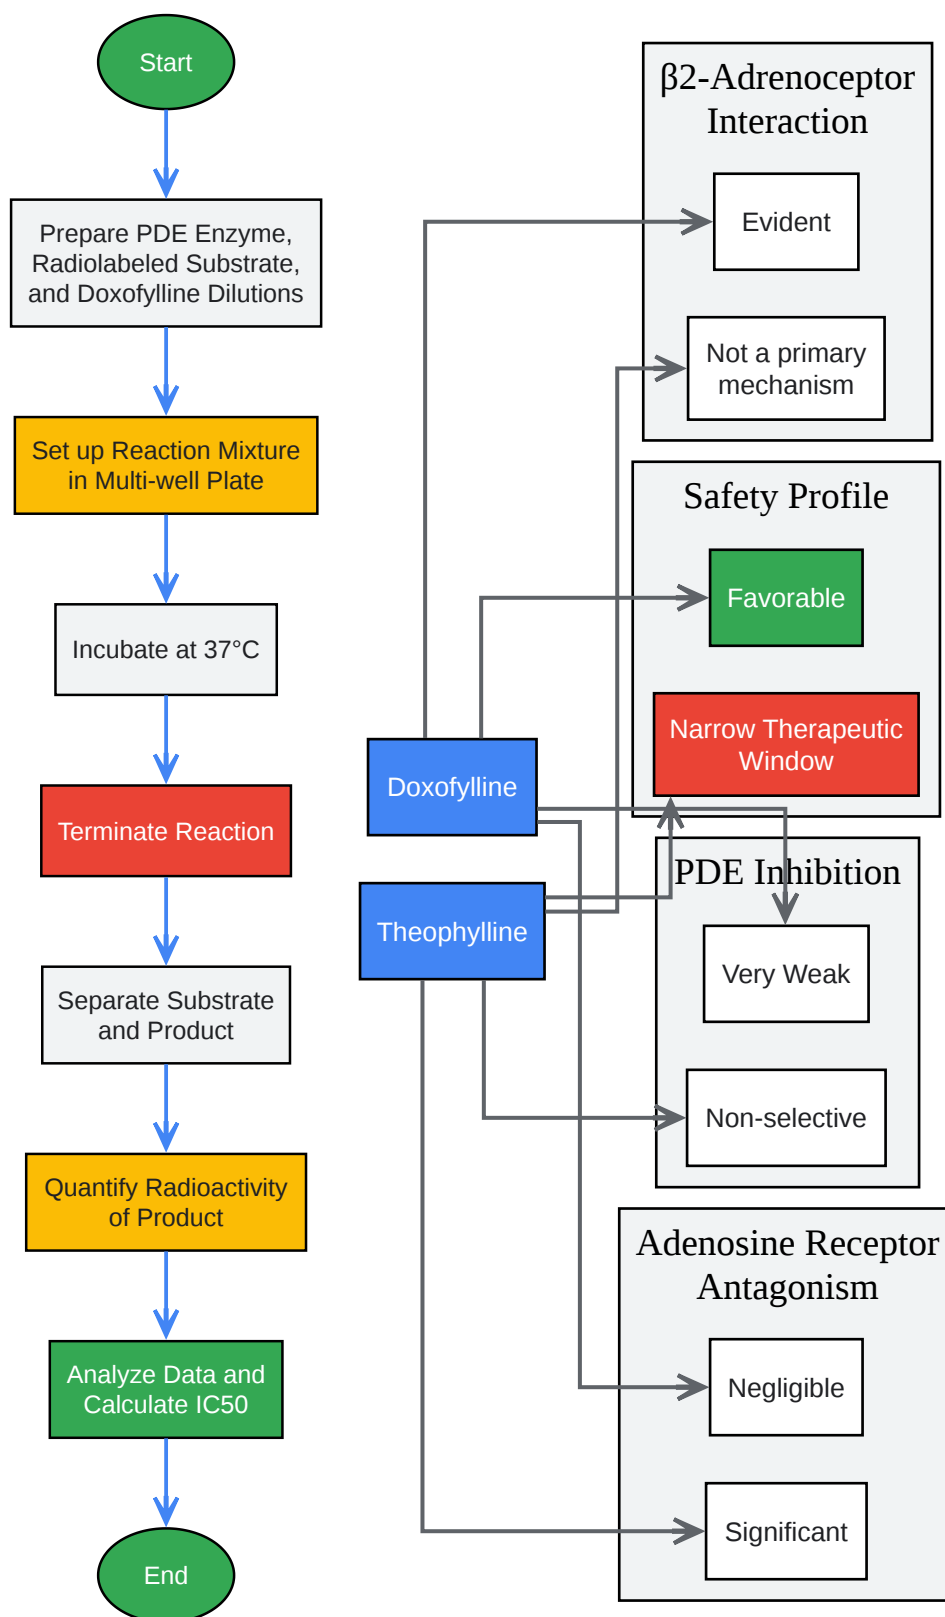 Start
Prepare PDE Enzyme,
Radiolabeled Substrate,
and Doxofylline Dilutions
Set up Reaction Mixture
in Multi-well Plate
Incubate at 37°C
Terminate Reaction
Separate Substrate
and Product
Quantify Radioactivity
of Product
Analyze Data and
Calculate IC50
End
Doxofylline
Theophylline
β2-Adrenoceptor
Interaction
Evident
Not a primary
mechanism
Safety Profile
Favorable
Narrow Therapeutic
Window
PDE Inhibition
Very Weak
Non-selective
Adenosine Receptor
Antagonism
Negligible
Significant